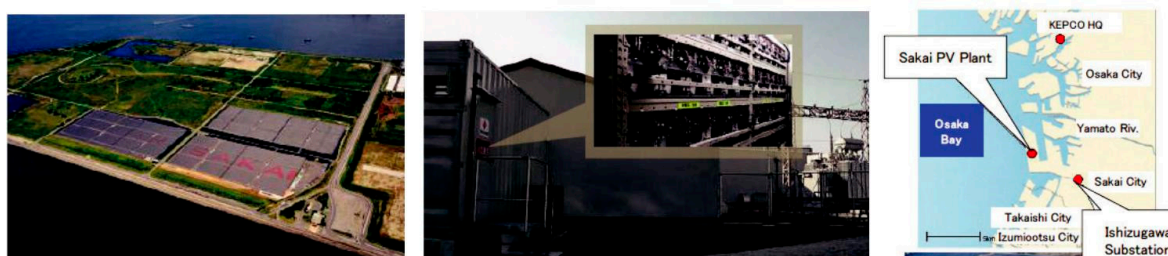 SAKAI
KEPCO HQ
Sakai PV Plant
Osaka City
Osaka
Bay
Yamato Riv.
Sakai City
Takaishi City
5km Izumiootsu City
Ishizugawa
Substation